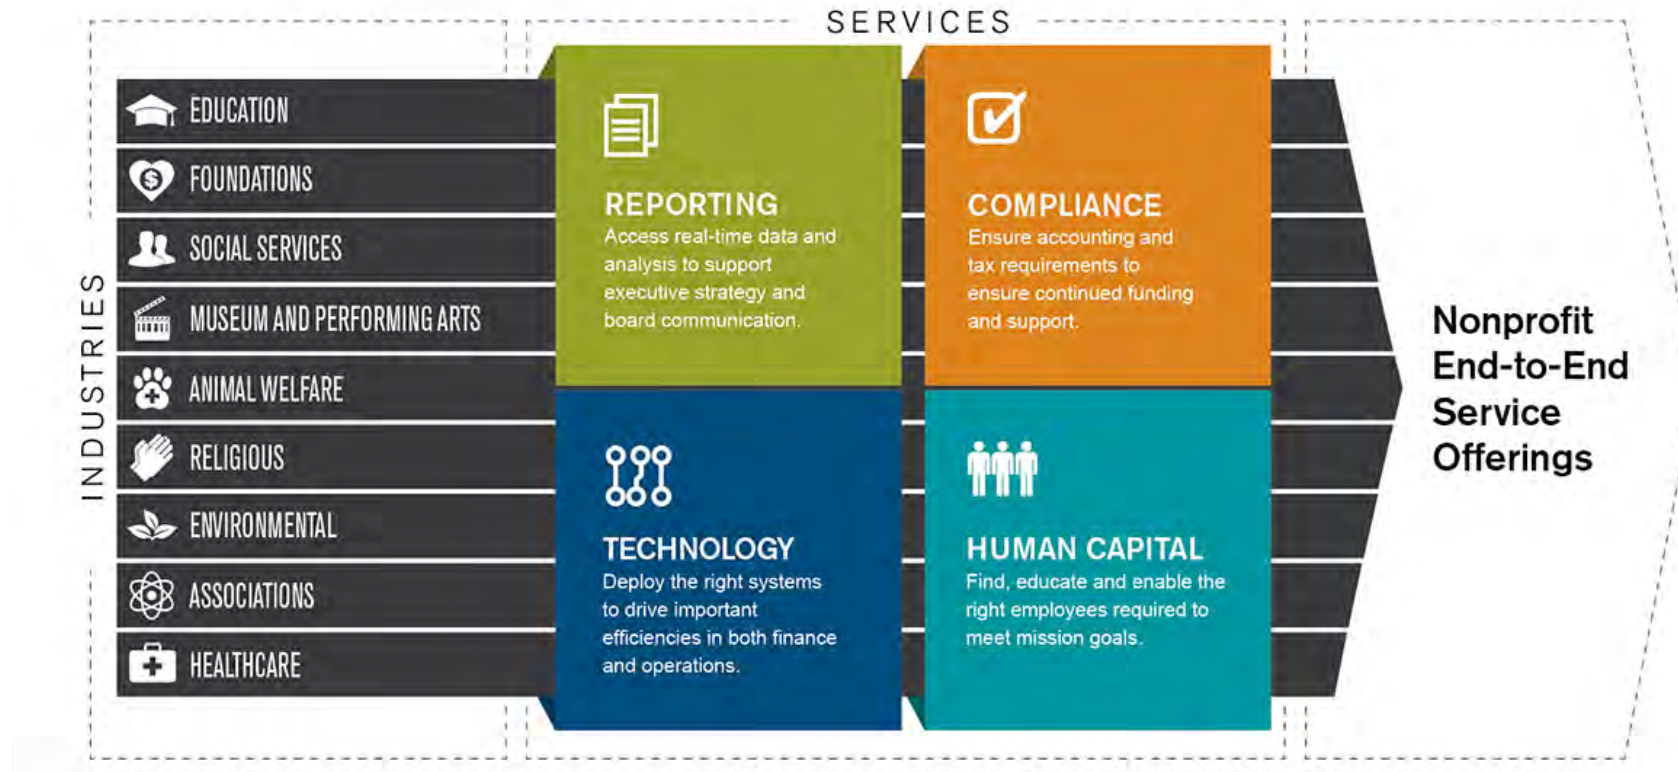 SERVICES
INDUSTRIES
EDUCATION
FOUNDATIONS
SOCIAL SERVICES
MUSEUM AND PERFORMING ARTS
ANIMAL WELFARE
RELIGIOUS
ENVIRONMENTAL
ASSOCIATIONS
HEALTHCARE
REPORTING
Access real-time data and
analysis to support
executive strategy and
board communication.
COMPLIANCE
Ensure accounting and
tax requirements to
ensure continued funding
and support.
TECHNOLOGY
Deploy the right systems
to drive important
efficiencies in both finance
and operations.
HUMAN CAPITAL
Find, educate and enable the
right employees required to
meet mission goals.
Nonprofit
End-to-End
Service
Offerings